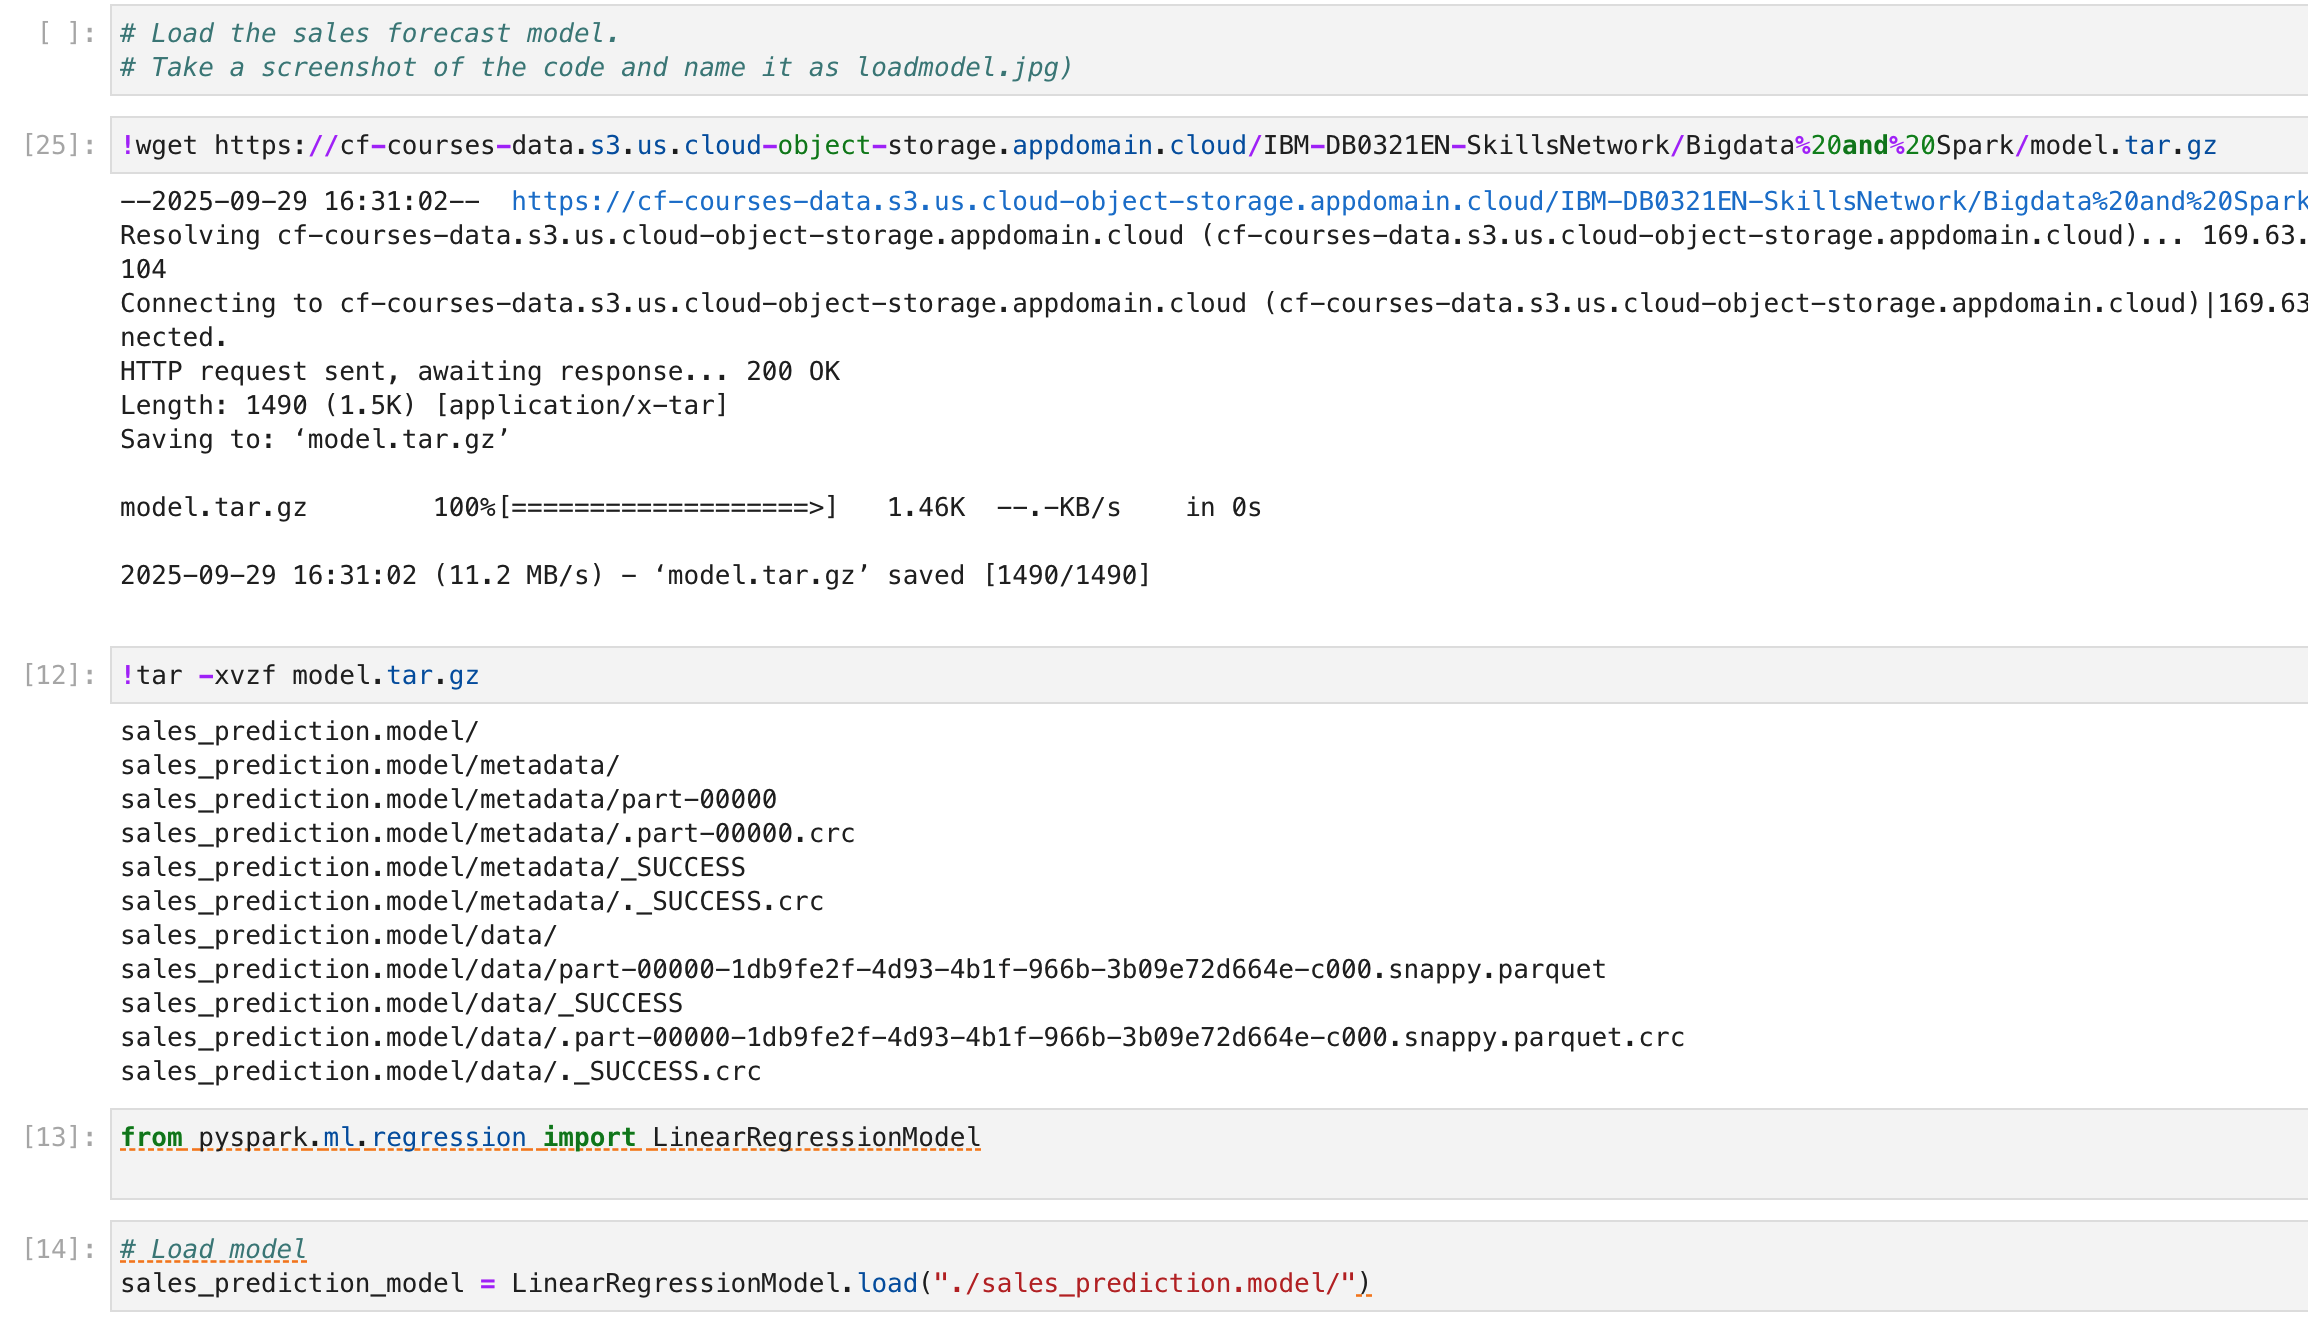 [ ]:
# Load the sales forecast model.
# Take a screenshot of the code and name it as loadmodel.jpg)
[25]:
!wget https://cf-courses-data.s3.us.cloud-object-storage.appdomain.cloud/IBM-DB0321EN-SkillsNetwork/Bigdata%20and%20Spark/model.tar.gz
--2025-09-29 16:31:02--  https://cf-courses-data.s3.us.cloud-object-storage.appdomain.cloud/IBM-DB0321EN-SkillsNetwork/Bigdata%20and%20Spark
Resolving cf-courses-data.s3.us.cloud-object-storage.appdomain.cloud (cf-courses-data.s3.us.cloud-object-storage.appdomain.cloud)... 169.63.
104
Connecting to cf-courses-data.s3.us.cloud-object-storage.appdomain.cloud (cf-courses-data.s3.us.cloud-object-storage.appdomain.cloud)|169.63
nected.
HTTP request sent, awaiting response... 200 OK
Length: 1490 (1.5K) [application/x-tar]
Saving to: ‘model.tar.gz’
model.tar.gz        100%[===================>]   1.46K  --.-KB/s    in 0s
2025-09-29 16:31:02 (11.2 MB/s) - ‘model.tar.gz’ saved [1490/1490]
[12]:
!tar -xvzf model.tar.gz
sales_prediction.model/
sales_prediction.model/metadata/
sales_prediction.model/metadata/part-00000
sales_prediction.model/metadata/.part-00000.crc
sales_prediction.model/metadata/_SUCCESS
sales_prediction.model/metadata/._SUCCESS.crc
sales_prediction.model/data/
sales_prediction.model/data/part-00000-1db9fe2f-4d93-4b1f-966b-3b09e72d664e-c000.snappy.parquet
sales_prediction.model/data/_SUCCESS
sales_prediction.model/data/.part-00000-1db9fe2f-4d93-4b1f-966b-3b09e72d664e-c000.snappy.parquet.crc
sales_prediction.model/data/._SUCCESS.crc
[13]:
from pyspark.ml.regression import LinearRegressionModel
[14]:
# Load model
sales_prediction_model = LinearRegressionModel.load("./sales_prediction.model/")